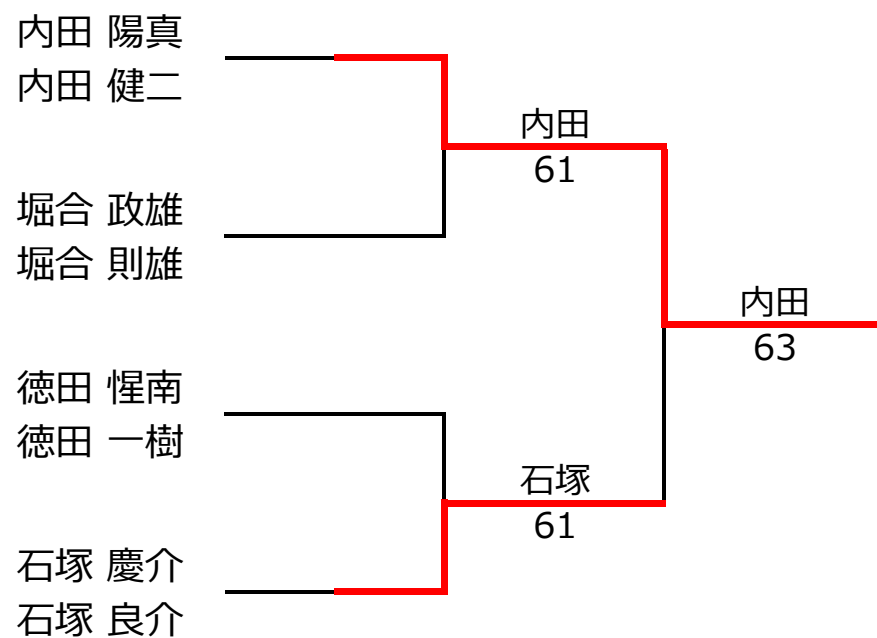 内田 陽真
内田 健二
内田
61
堀合 政雄
堀合 則雄
内田
63
徳田 惺南
徳田 一樹
石塚
61
石塚 慶介
石塚 良介